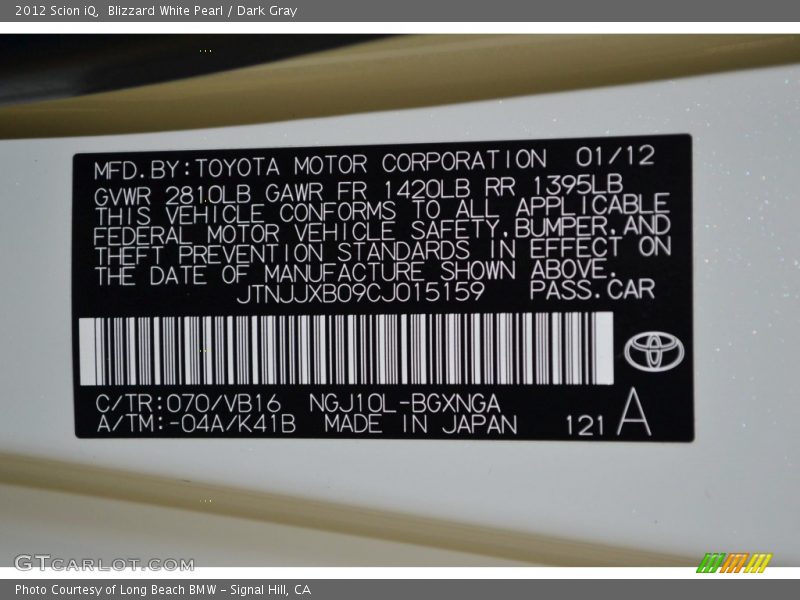 2012 Scion iQ,  Blizzard White Pearl / Dark Gray
MFD.BY:TOYOTA MOTOR CORPORATION 01/12
GVWR 2810LB GAWR FR 1420LB RR 1395LB
THIS VEHICLE CONFORMS TO ALL APPLICABLE
FEDERAL MOTOR VEHICLE SAFETY,BUMPER,AND
THEFT PREVENTION STANDARDS IN EFFECT ON
THE DATE OF MANUFACTURE SHOWN ABOVE.
JTNJJXB09CJ015159 PASS.CAR
C/TR:070/VB16 NGJ10L-BGXNGA
A/TM:-04A/K41B MADE IN JAPAN 121 A
GTCARLOT.COM
Photo Courtesy of Long Beach BMW - Signal Hill, CA